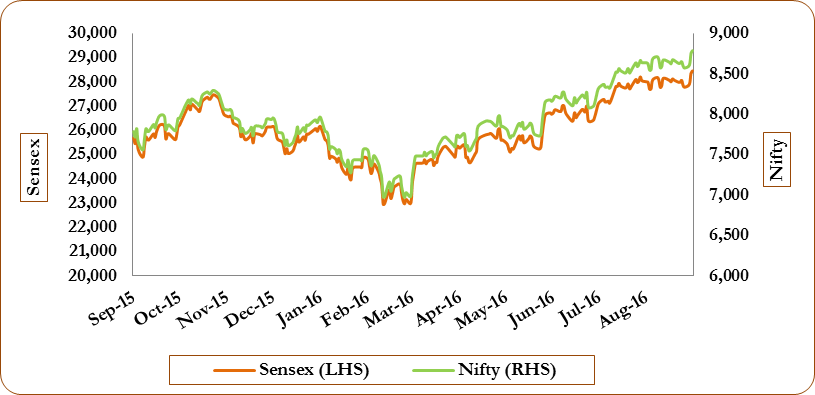 30,000
29,000
28,000
27,000
26,000
25,000
24,000
23,000
22,000
21,000
20,000
Sensex
9,000
8,500
8,000
7,500
7,000
6,500
6,000
Nifty
Sep-15
Oct-15
Nov-15
Dec-15
Jan-16
Feb-16
Mar-16
Apr-16
May-16
Jun-16
Jul-16
Aug-16
Sensex (LHS)
Nifty (RHS)